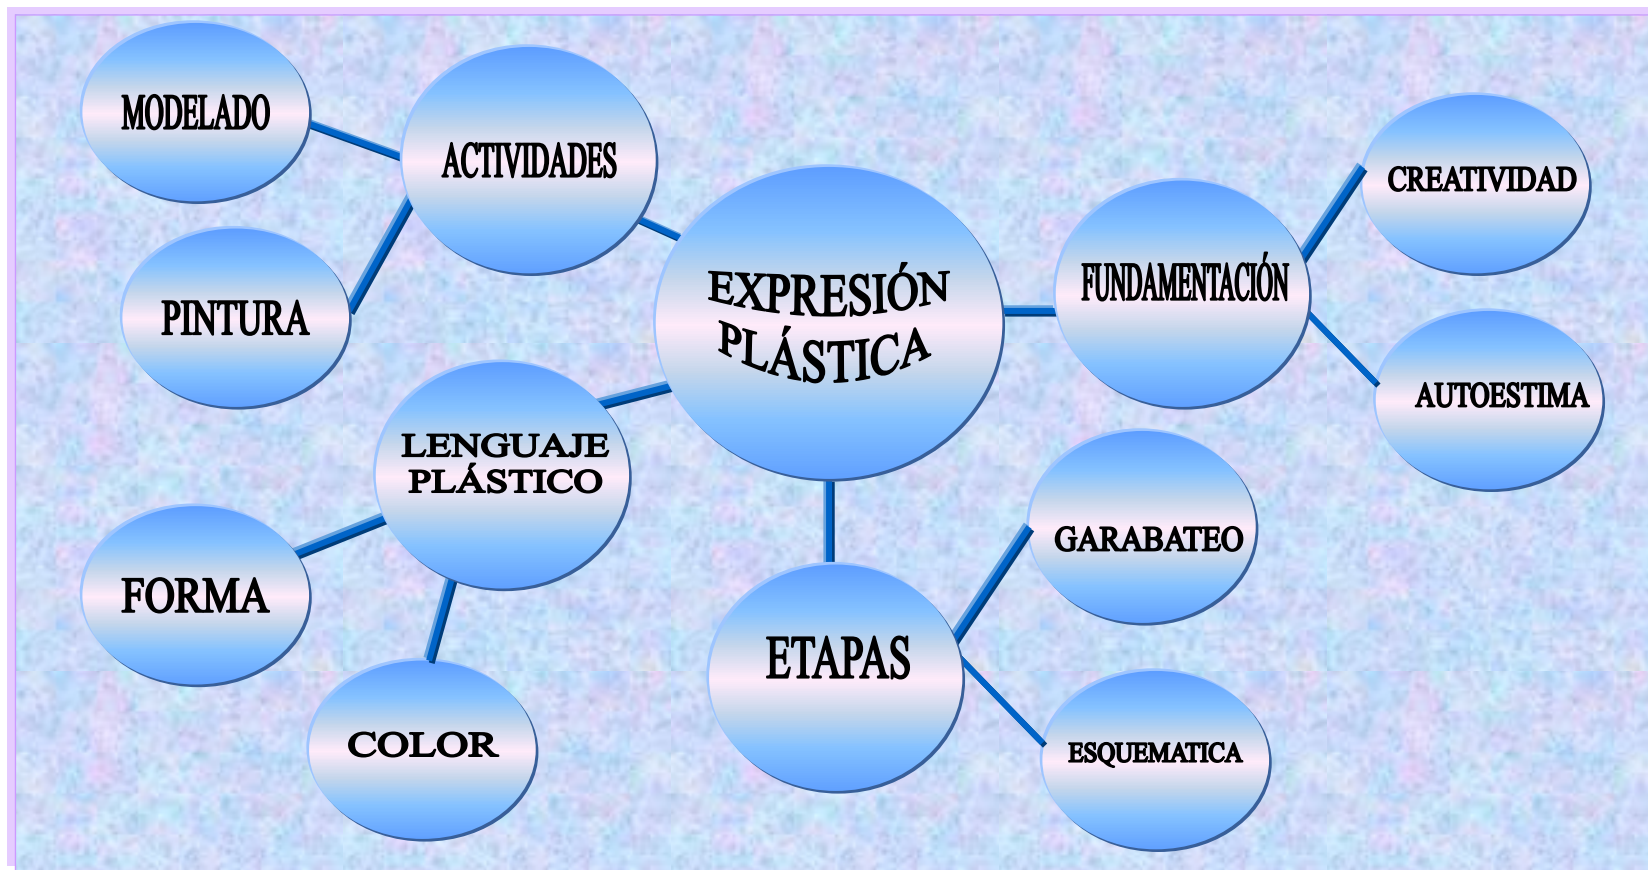 MODELADO
ACTIVIDADES
PINTURA
EXPRESIÓN
PLÁSTICA
FUNDAMENTACIÓN
CREATIVIDAD
AUTOESTIMA
LENGUAJE
PLÁSTICO
FORMA
COLOR
ETAPAS
GARABATEO
ESQUEMATICA